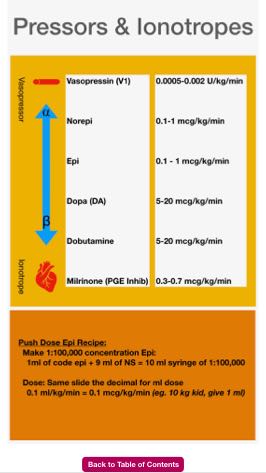 Pressors & Ionotropes
Vasopressor
Vasopressin (V1) 0.0005-0.002 U/kg/min
α
Norepi 0.1-1 mcg/kg/min
Epi 0.1 - 1 mcg/kg/min
Dopa (DA) 5-20 mcg/kg/min
β
Dobutamine 5-20 mcg/kg/min
Ionotrope
Milrinone (PGE Inhib) 0.3-0.7 mcg/kg/min
Push Dose Epi Recipe:
Make 1:100,000 concentration Epi:
1ml of code epi + 9 ml of NS = 10 ml syringe of 1:100,000
Dose: Same slide the decimal for ml dose
0.1 ml/kg/min = 0.1 mcg/kg/min (eg. 10 kg kid, give 1 ml)
Back to Table of Contents